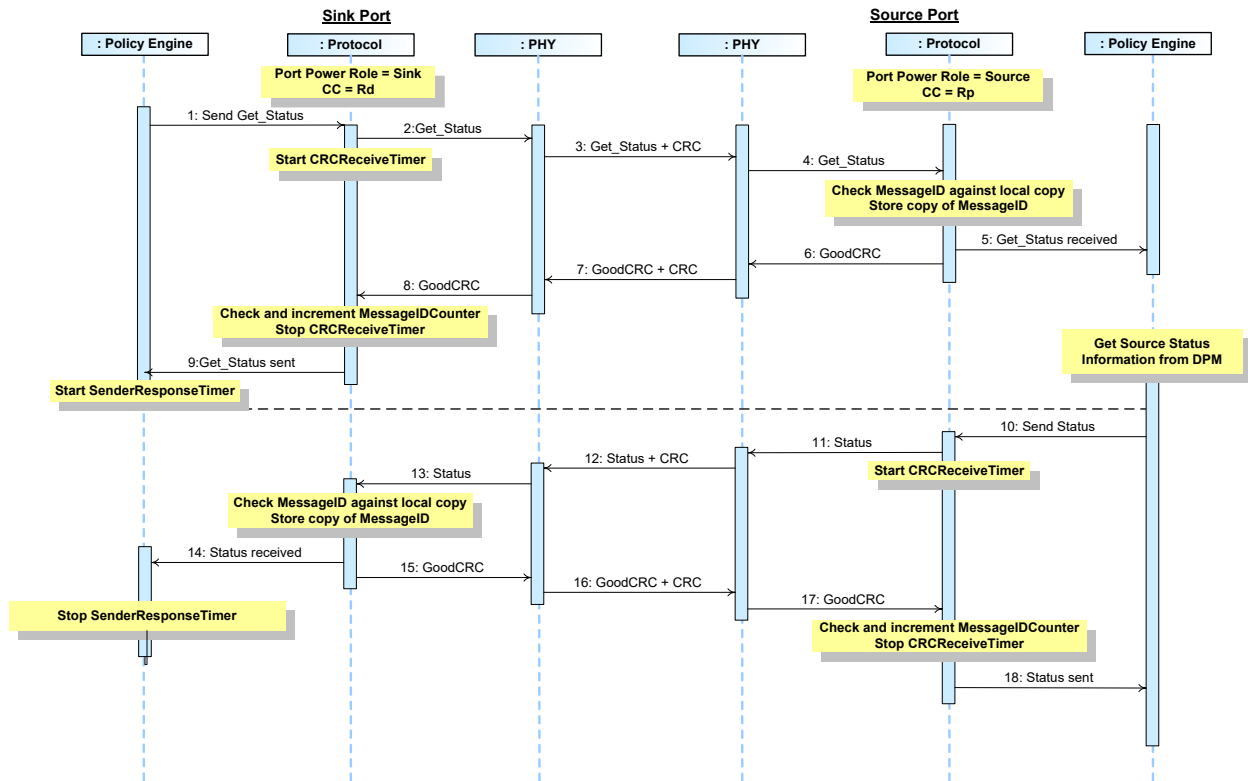 Sink Port
Source Port
: Policy Engine
: Protocol
: PHY
: PHY
: Protocol
: Policy Engine
Port Power Role = Sink
CC = Rd
Port Power Role = Source
CC = Rp
1: Send Get_Status
2:Get_Status
Start CRCReceiveTimer
3: Get_Status + CRC
4: Get_Status
Check MessageID against local copy
Store copy of MessageID
5: Get_Status received
6: GoodCRC
7: GoodCRC + CRC
8: GoodCRC
Check and increment MessageIDCounter
Stop CRCReceiveTimer
9:Get_Status sent
Start SenderResponseTimer
Get Source Status
Information from DPM
10: Send Status
11: Status
Start CRCReceiveTimer
12: Status + CRC
13: Status
Check MessageID against local copy
Store copy of MessageID
14: Status received
15: GoodCRC
16: GoodCRC + CRC
17: GoodCRC
Stop SenderResponseTimer
Check and increment MessageIDCounter
Stop CRCReceiveTimer
18: Status sent